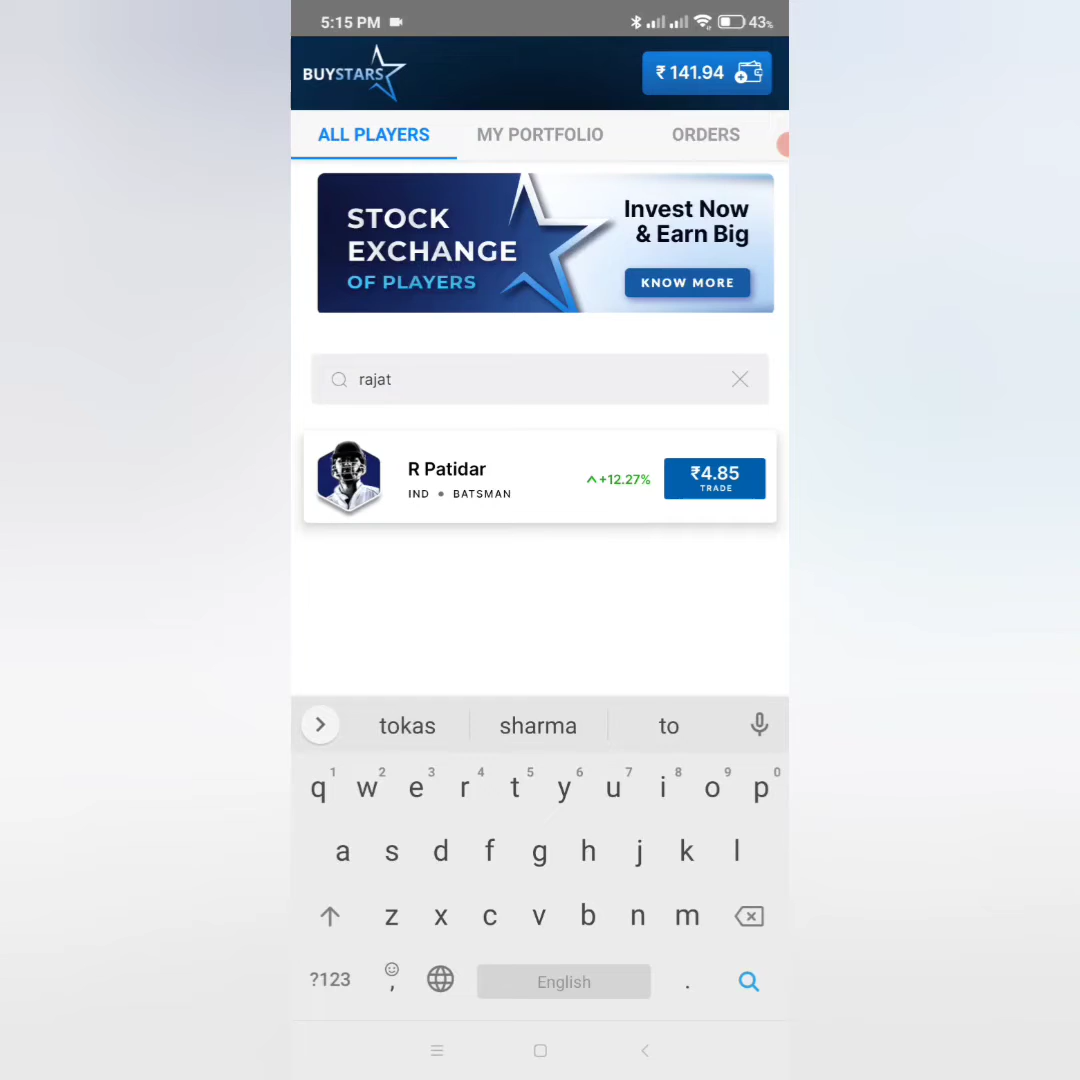 5:15 PM
43%
BUYSTARS
₹ 141.94
ALL PLAYERS
MY PORTFOLIO
ORDERS
STOCK
EXCHANGE
OF PLAYERS
Invest Now
& Earn Big
KNOW MORE
rajat
R Patidar
IND • BATSMAN
+12.27%
₹4.85
TRADE
tokas
sharma
to
1 2 3 4 5 6 7 8 9 0
q w e r t y u i o p
a s d f g h j k l
z x c v b n m
?123
,
English
.